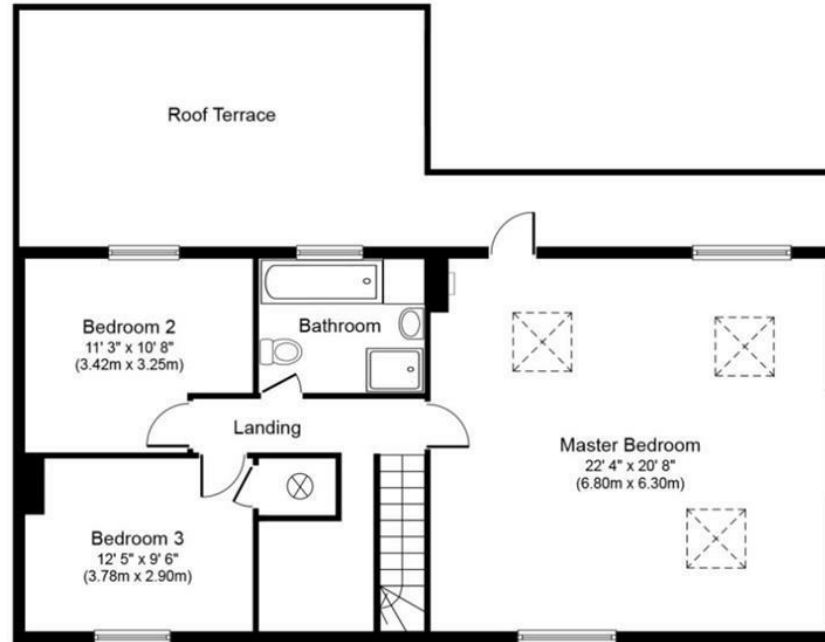 Roof Terrace
Bedroom 2
11' 3" x 10' 8"
(3.42m x 3.25m)
Bathroom
Landing
Master Bedroom
22' 4" x 20' 8"
(6.80m x 6.30m)
Bedroom 3
12' 5" x 9' 6"
(3.78m x 2.90m)